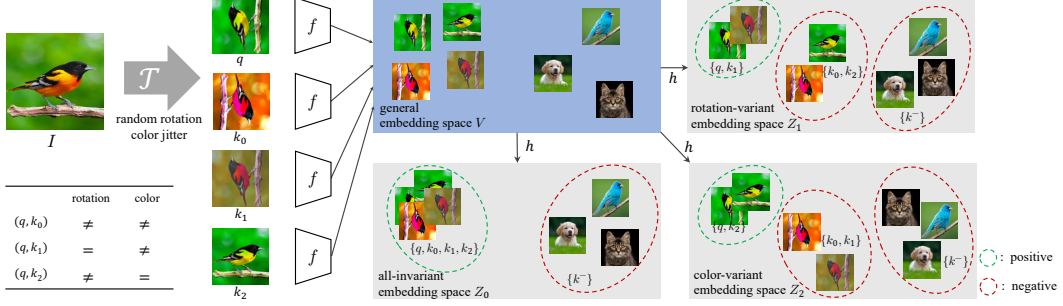 I
𝒯
random rotation
color jitter
rotation color
(q, k₀) ≠ ≠
(q, k₁) = ≠
(q, k₂) ≠ =
q
k₀
k₁
k₂
f
f
f
f
general
embedding space V
h
h
h
{q, k₁}
{k₀, k₂}
{k⁻}
rotation-variant
embedding space Z₁
{q, k₀, k₁, k₂}
{k⁻}
all-invariant
embedding space Z₀
{q, k₂}
{k₀, k₁}
{k⁻}
color-variant
embedding space Z₂
: positive
: negative